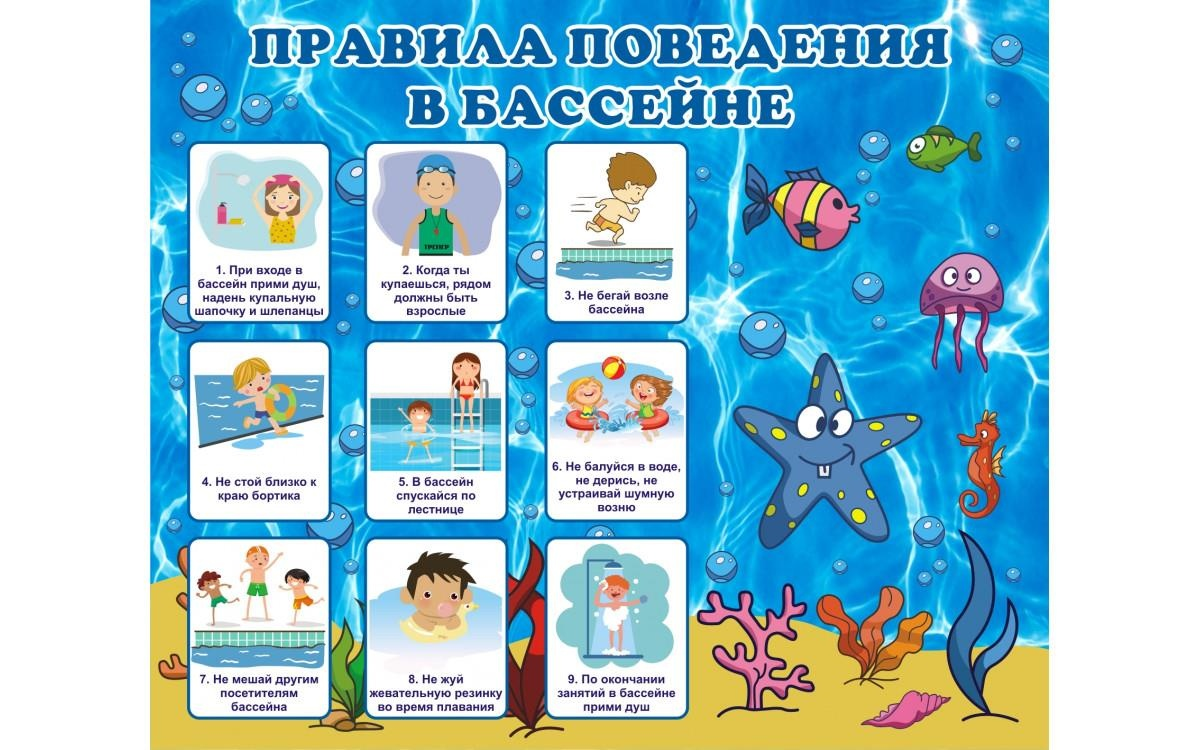 ПРАВИЛА ПОВЕДЕНИЯ
В БАССЕЙНЕ
1. При входе в
бассейн прими душ,
надень купальную
шапочку и шлепанцы
ТРЕНЕР
2. Когда ты
купаешься, рядом
должны быть
взрослые
3. Не бегай возле
бассейна
4. Не стой близко к
краю бортика
5. В бассейн
спускайся по
лестнице
6. Не балуйся в воде,
не дерись, не
устраивай шумную
возню
7. Не мешай другим
посетителям
бассейна
8. Не жуй
жевательную резинку
во время плавания
9. По окончании
занятий в бассейне
прими душ